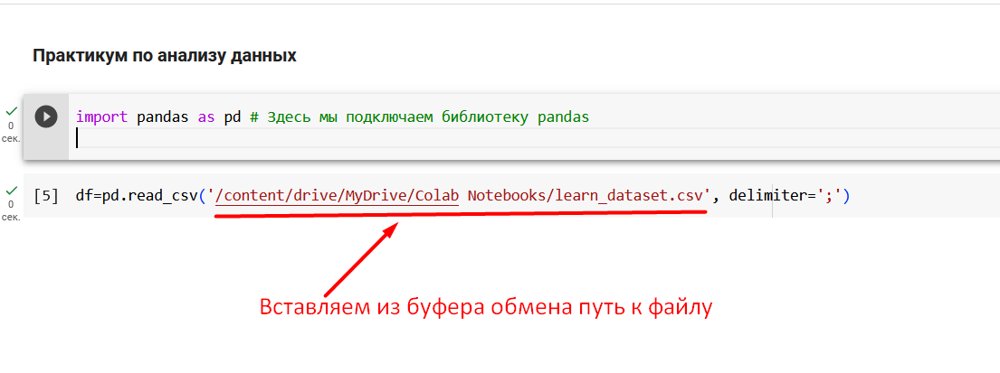 Практикум по анализу данных
import pandas as pd # Здесь мы подключаем библиотеку pandas
0
сек.
[5] df=pd.read_csv('/content/drive/MyDrive/Colab Notebooks/learn_dataset.csv', delimiter=';')
0
сек.
Вставляем из буфера обмена путь к файлу